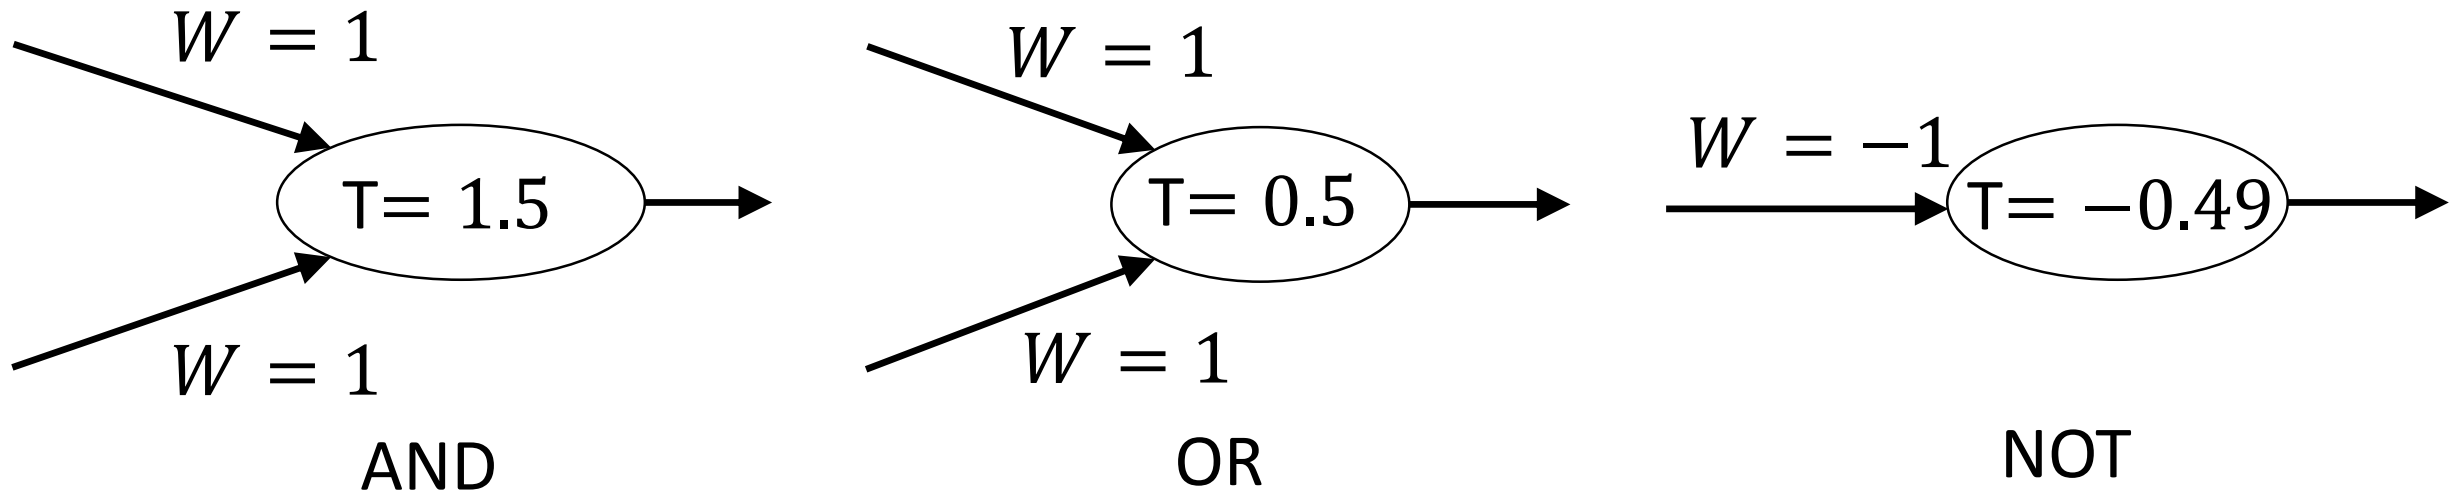 W = 1
T= 1.5
W = 1
AND
W = 1
T= 0.5
W = 1
OR
W = −1
T= −0.49
NOT